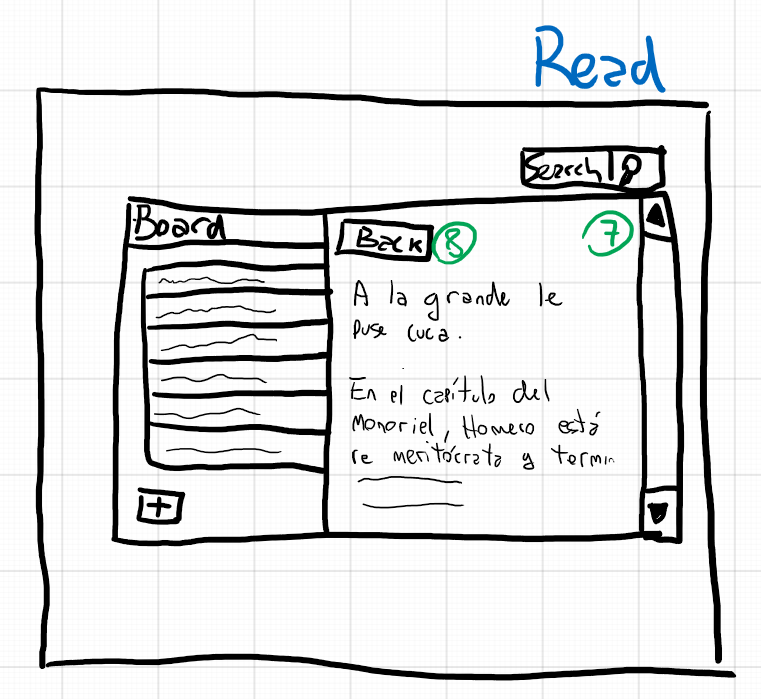 Read
Search
Board
Back 8 7
A la grande le
puse cuca.
En el capítulo del
Monoriel, Homero está
re meritócrata y termin